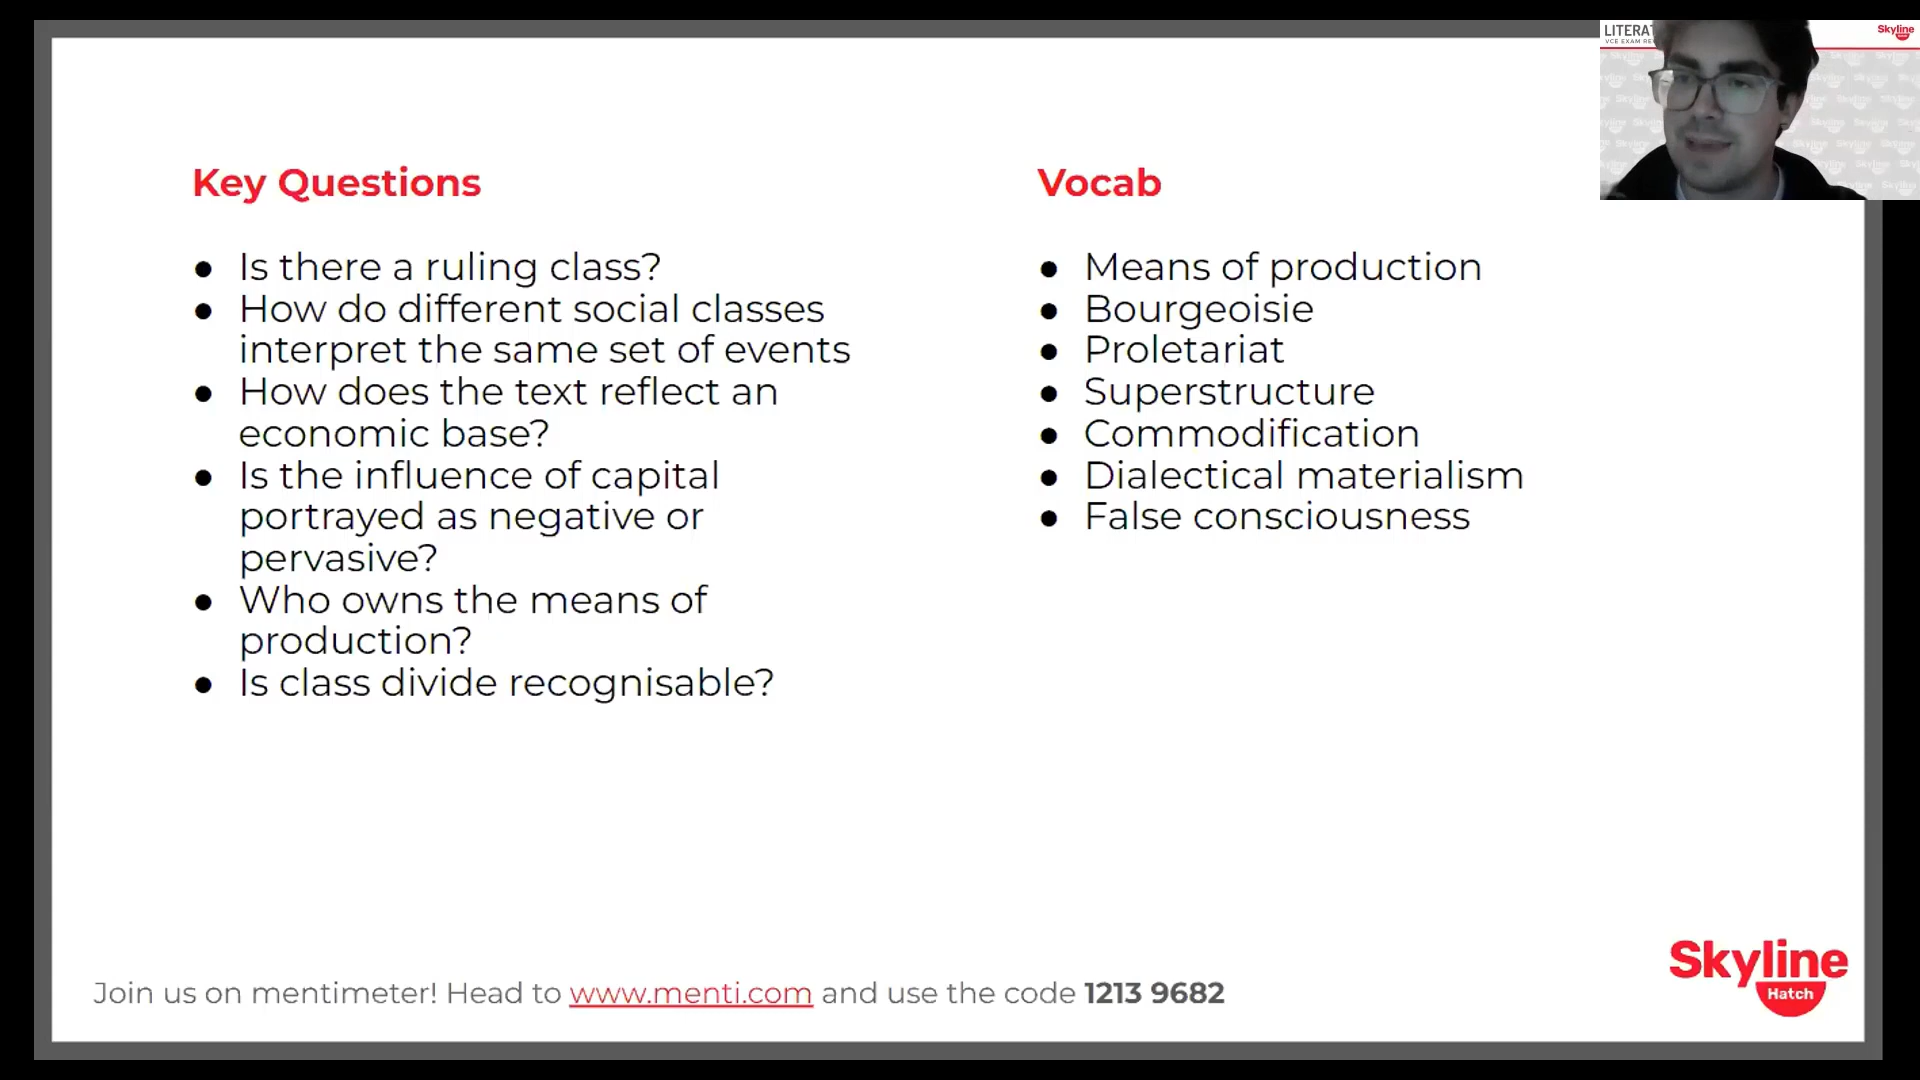 Key Questions
● Is there a ruling class?
● How do different social classes
interpret the same set of events
● How does the text reflect an
economic base?
● Is the influence of capital
portrayed as negative or
pervasive?
● Who owns the means of
production?
● Is class divide recognisable?
Vocab
● Means of production
● Bourgeoisie
● Proletariat
● Superstructure
● Commodification
● Dialectical materialism
● False consciousness
Join us on mentimeter! Head to www.menti.com and use the code 1213 9682
Skyline
Hatch
Skyline